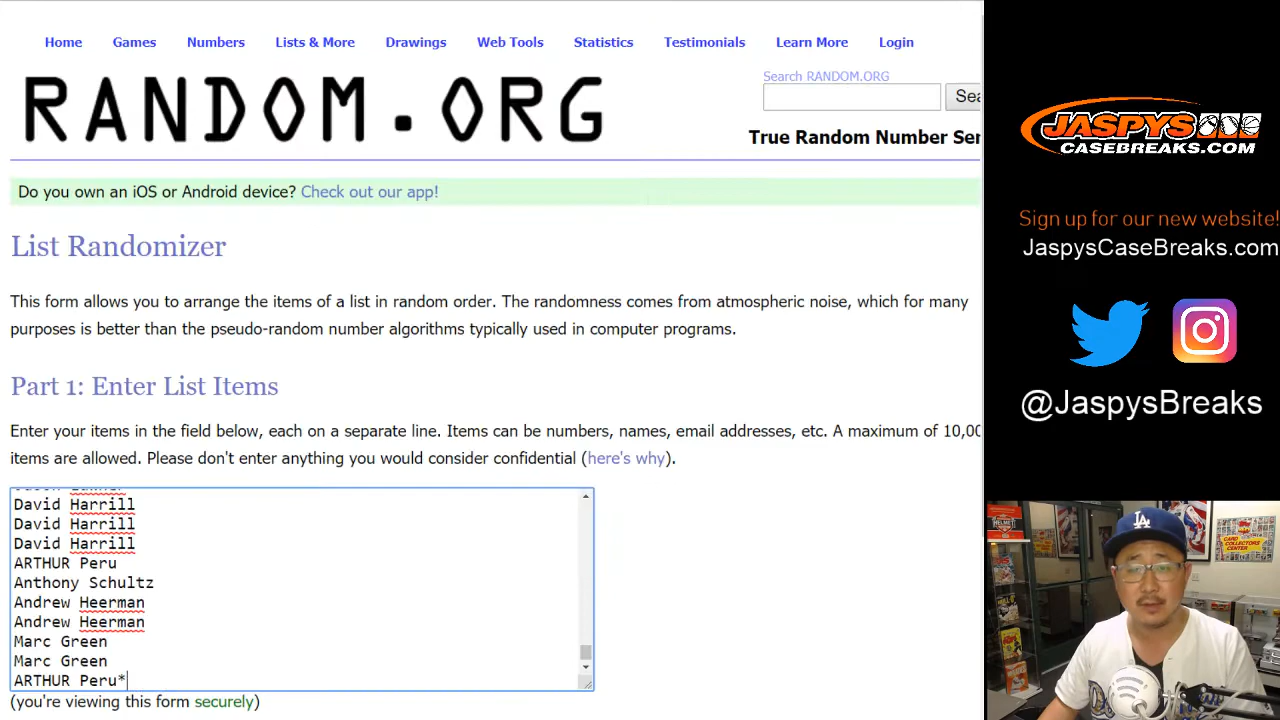 Home Games Numbers Lists & More Drawings Web Tools Statistics Testimonials Learn More Login
RANDOM.ORG
Search RANDOM.ORG
Sea
True Random Number Ser
Do you own an iOS or Android device? Check out our app!
List Randomizer
This form allows you to arrange the items of a list in random order. The randomness comes from atmospheric noise, which for many
purposes is better than the pseudo-random number algorithms typically used in computer programs.
Part 1: Enter List Items
Enter your items in the field below, each on a separate line. Items can be numbers, names, email addresses, etc. A maximum of 10,00
items are allowed. Please don't enter anything you would consider confidential (here's why).
David Harrill
David Harrill
David Harrill
ARTHUR Peru
Anthony Schultz
Andrew Heerman
Andrew Heerman
Marc Green
Marc Green
ARTHUR Peru*
(you're viewing this form securely)
JASPYS
CASEBREAKS.COM
Sign up for our new website!
JaspysCaseBreaks.com
@JaspysBreaks
LA
CARD
COLLECTORS
CENTER